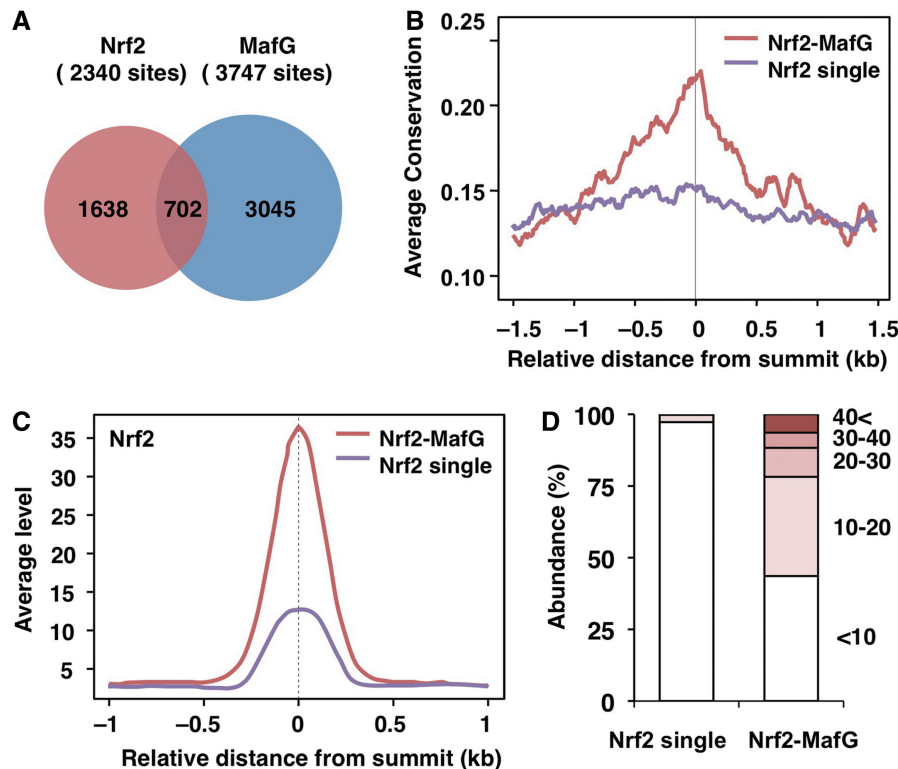 A
Nrf2
( 2340 sites)
MafG
( 3747 sites)
1638
702
3045
B
0.25
0.20
0.15
0.10
Average Conservation
Nrf2-MafG
Nrf2 single
−1.5
−1
−0.5
0
0.5
1
1.5
Relative distance from summit (kb)
C
Nrf2
Nrf2-MafG
Nrf2 single
35
30
25
20
15
10
5
Average level
−1
−0.5
0
0.5
1
Relative distance from summit (kb)
D
100
75
50
25
0
Abundance (%)
40<
30-40
20-30
10-20
<10
Nrf2 single
Nrf2-MafG